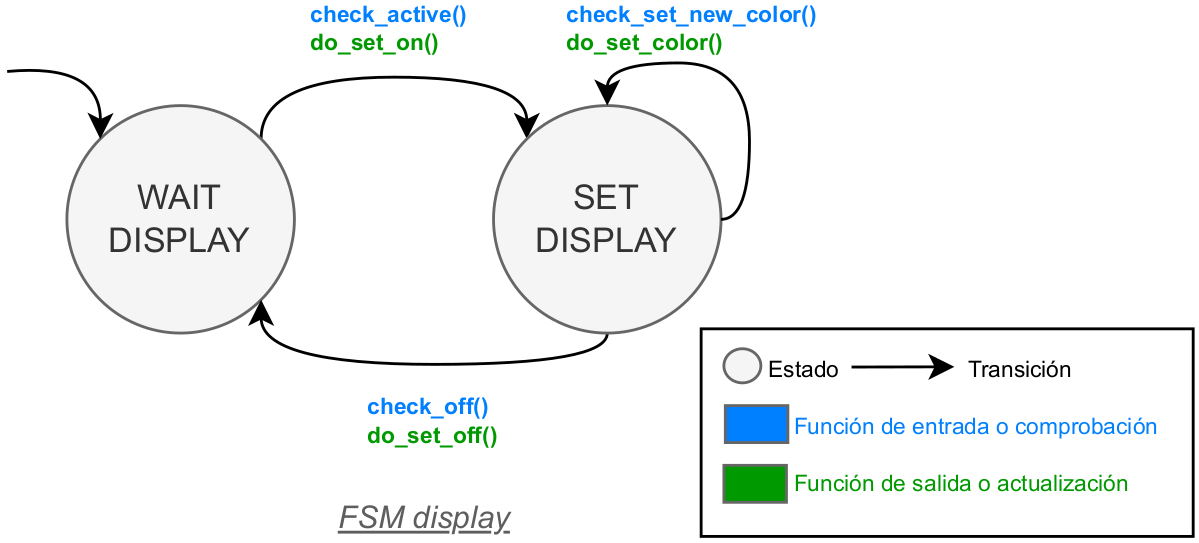 check_active()
do_set_on()
check_set_new_color()
do_set_color()
WAIT
DISPLAY
SET
DISPLAY
check_off()
do_set_off()
FSM display
Estado
Transición
Función de entrada o comprobación
Función de salida o actualización